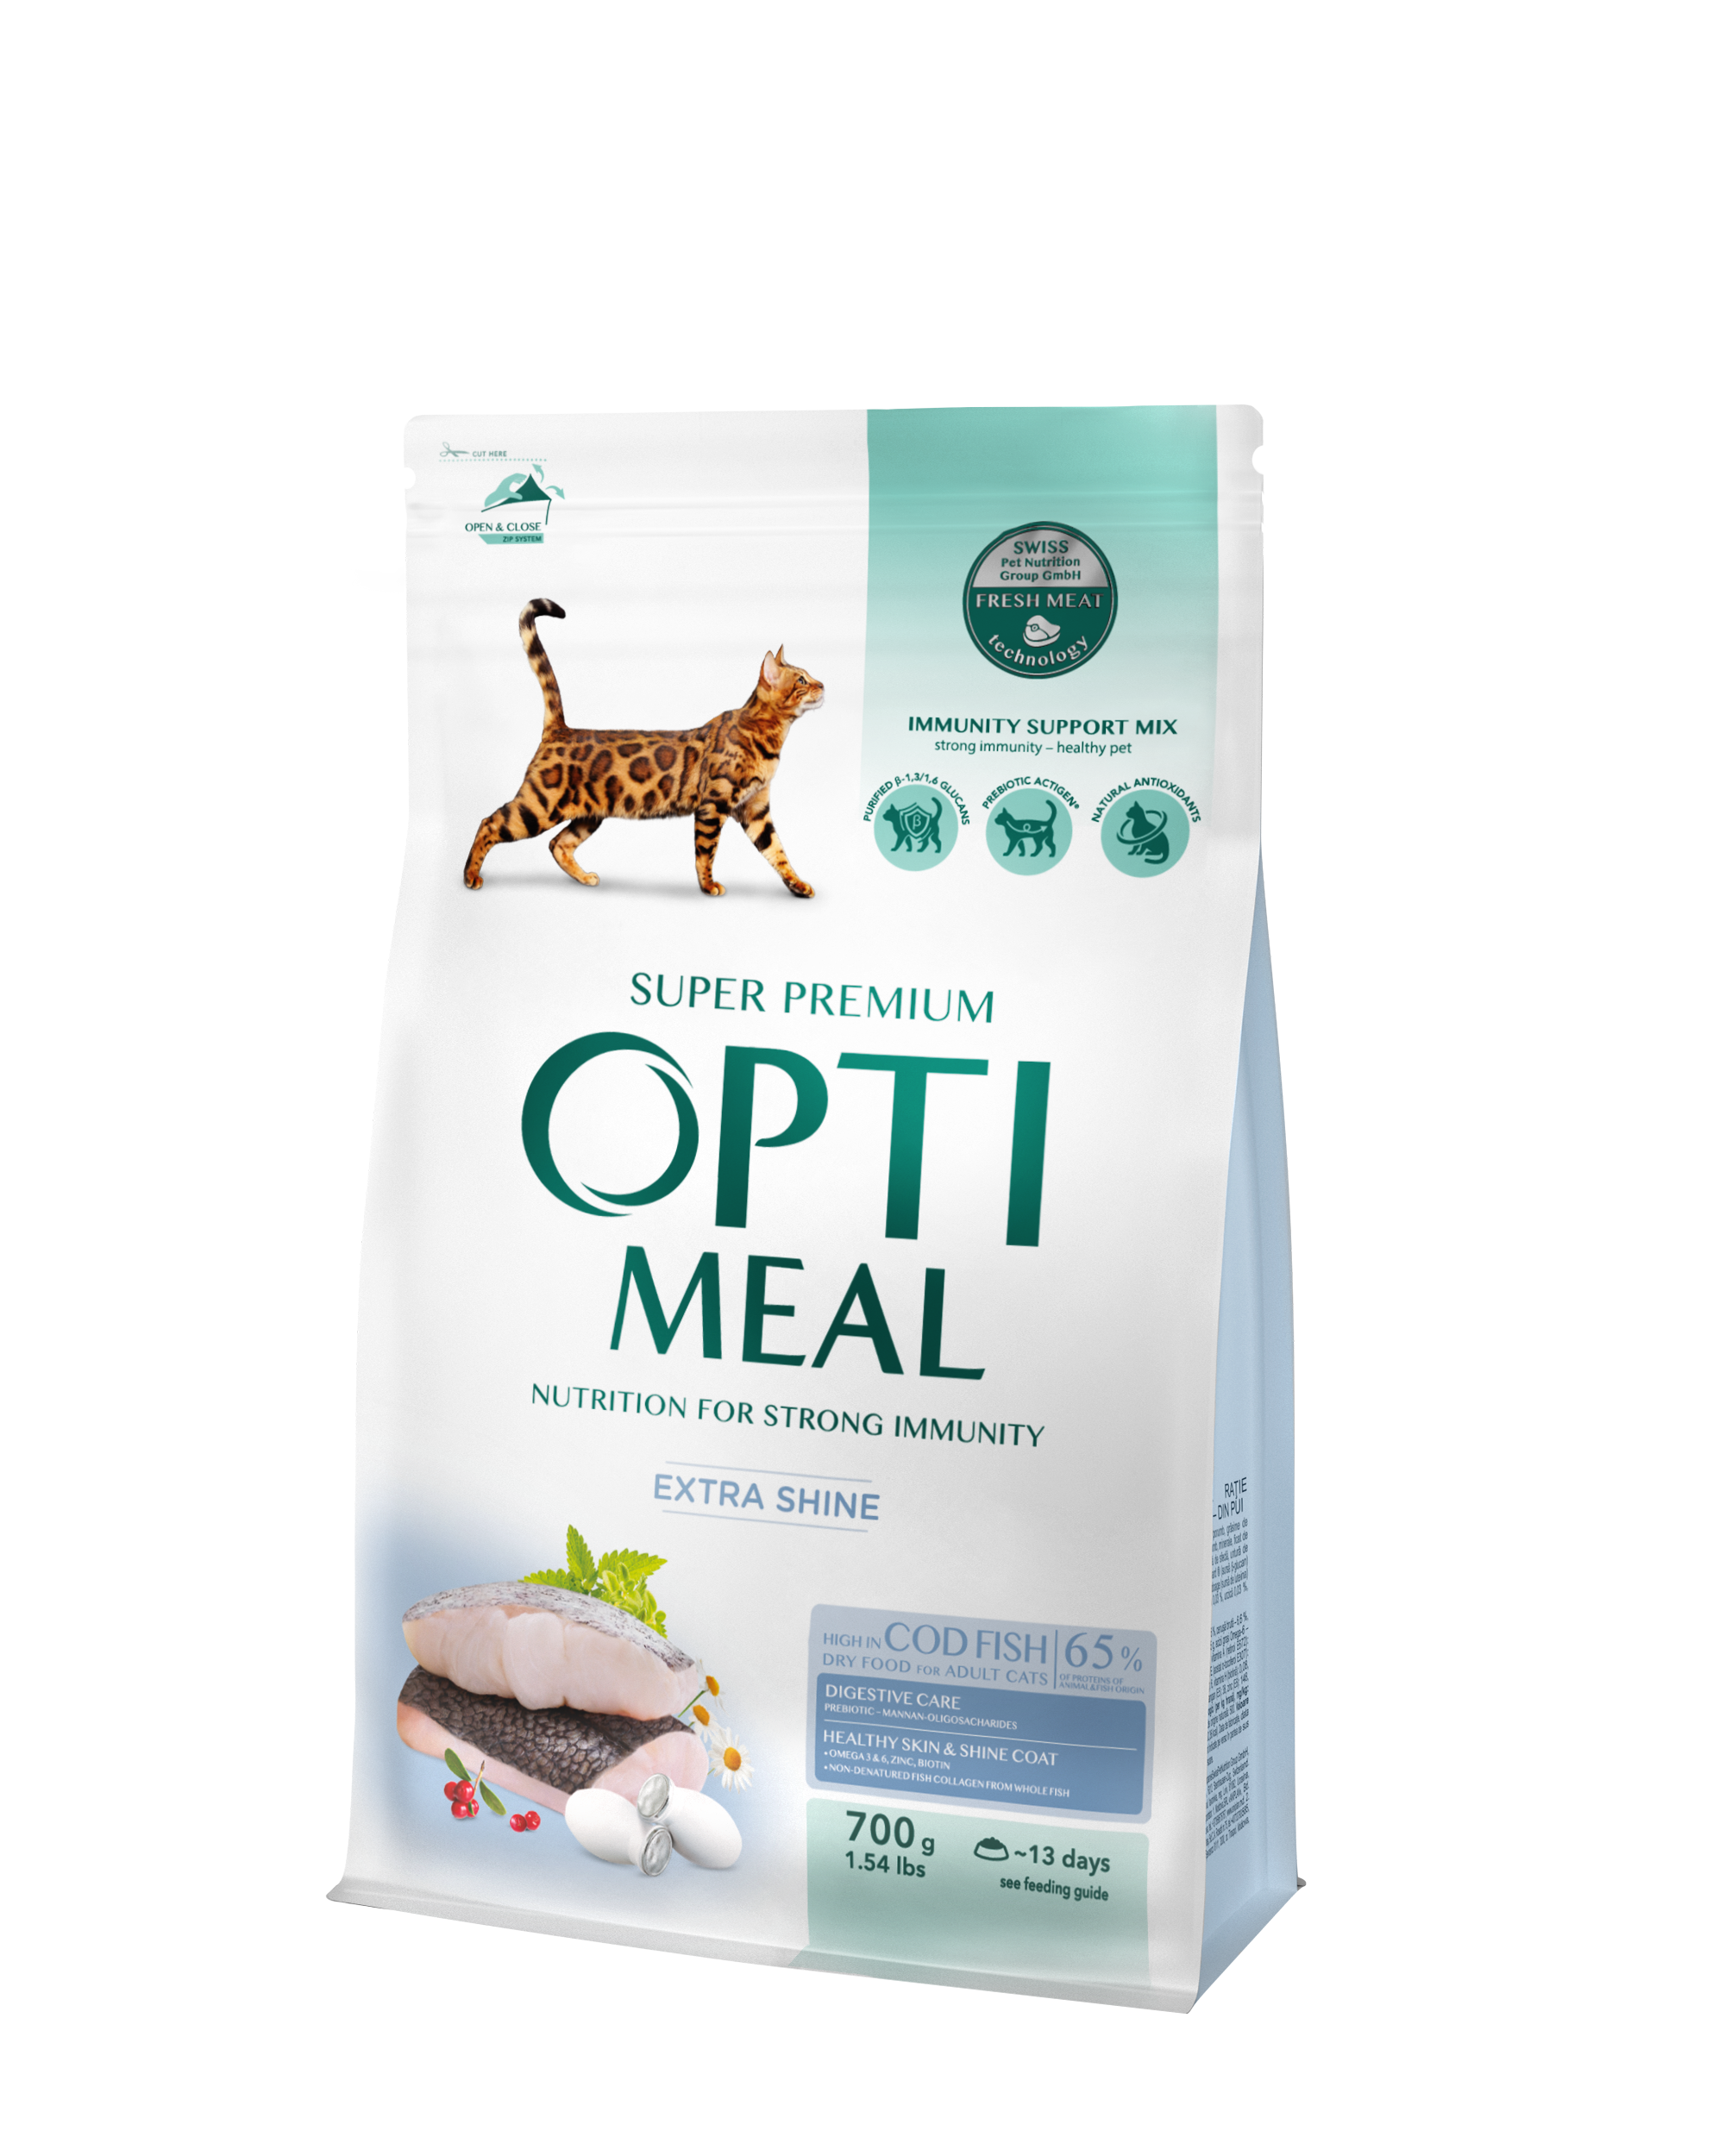 CUT HERE
OPEN & CLOSE
ZIP SYSTEM
SWISS
Pet Nutrition
Group GmbH
FRESH MEAT
technology
IMMUNITY SUPPORT MIX
strong immunity – healthy pet
PURIFIED β-1,3/1,6 GLUCANS
PREBIOTIC ACTIGEN®
NATURAL ANTIOXIDANTS
β
SUPER PREMIUM
OPTI
MEAL
NUTRITION FOR STRONG IMMUNITY
EXTRA SHINE
HIGH IN COD FISH 65%
DRY FOOD FOR ADULT CATS
OF PROTEINS OF
ANIMAL&FISH ORIGIN
DIGESTIVE CARE
PREBIOTIC – MANNAN-OLIGOSACHARIDES
HEALTHY SKIN & SHINE COAT
• OMEGA 3 & 6, ZINC, BIOTIN
• NON-DENATURED FISH COLLAGEN FROM WHOLE FISH
700 g
1.54 lbs
~13 days
see feeding guide
RAȚIE
DIN PUI